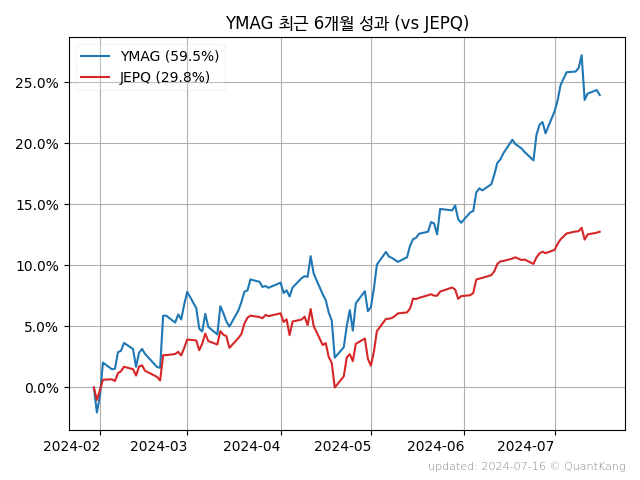 YMAG 최근 6개월 성과 (vs JEPQ)
YMAG (59.5%)
JEPQ (29.8%)
25.0%
20.0%
15.0%
10.0%
5.0%
0.0%
2024-02 2024-03 2024-04 2024-05 2024-06 2024-07
updated: 2024-07-16 © QuantKang